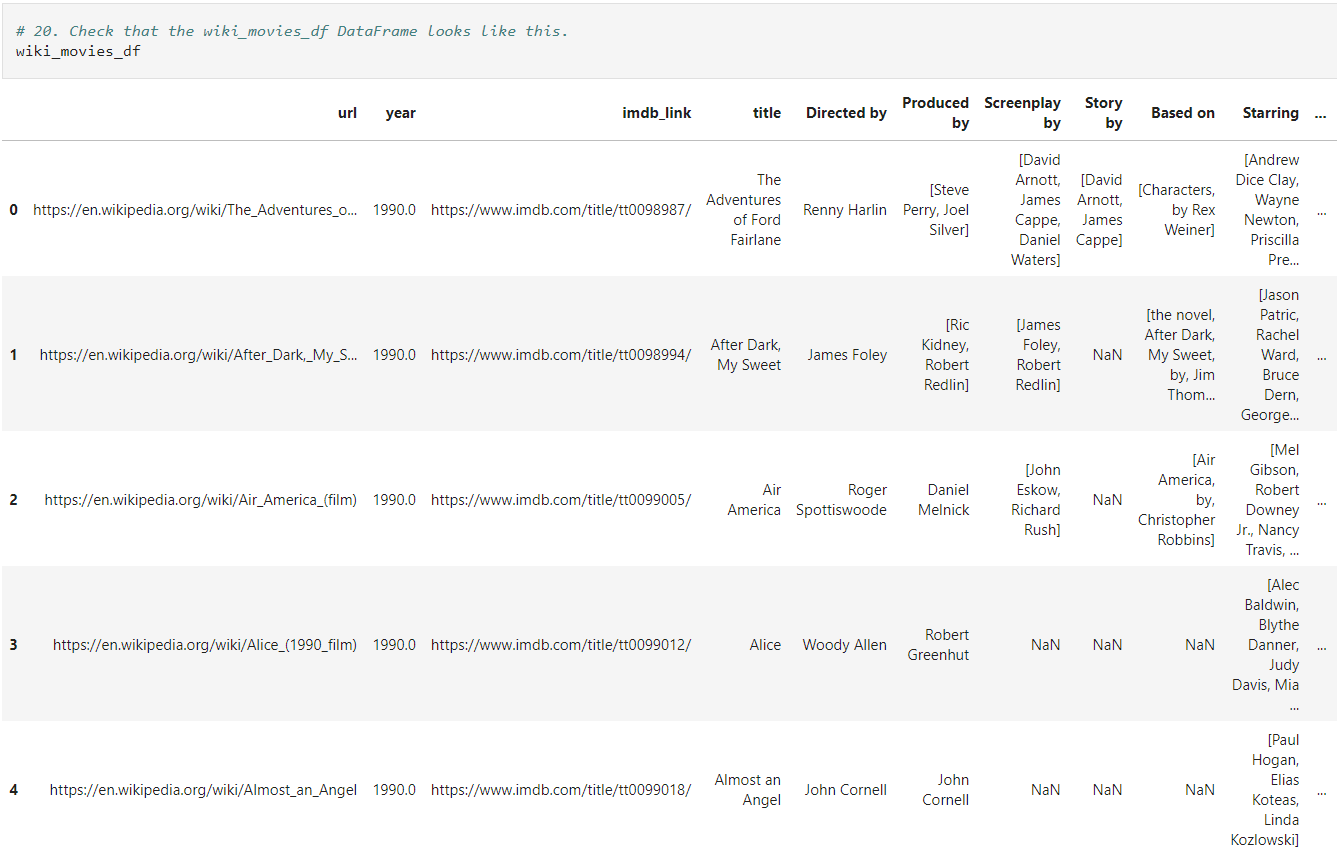 # 20. Check that the wiki_movies_df DataFrame looks like this.
wiki_movies_df
url year imdb_link title Directed by Produced by Screenplay by Story by Based on Starring ...
0 https://en.wikipedia.org/wiki/The_Adventures_o... 1990.0 https://www.imdb.com/title/tt0098987/ The Adventures of Ford Fairlane Renny Harlin [Steve Perry, Joel Silver] [David Arnott, James Cappe, Daniel Waters] [David Arnott, James Cappe] [Characters, by Rex Weiner] [Andrew Dice Clay, Wayne Newton, Priscilla Pre... ...
1 https://en.wikipedia.org/wiki/After_Dark,_My_S... 1990.0 https://www.imdb.com/title/tt0098994/ After Dark, My Sweet James Foley [Ric Kidney, Robert Redlin] [James Foley, Robert Redlin] NaN [the novel, After Dark, My Sweet, by, Jim Thom... [Jason Patric, Rachel Ward, Bruce Dern, George... ...
2 https://en.wikipedia.org/wiki/Air_America_(film) 1990.0 https://www.imdb.com/title/tt0099005/ Air America Roger Spottiswoode Daniel Melnick [John Eskow, Richard Rush] NaN [Air America, by, Christopher Robbins] [Mel Gibson, Robert Downey Jr., Nancy Travis, ... ...
3 https://en.wikipedia.org/wiki/Alice_(1990_film) 1990.0 https://www.imdb.com/title/tt0099012/ Alice Woody Allen Robert Greenhut NaN NaN NaN [Alec Baldwin, Blythe Danner, Judy Davis, Mia ... ...
4 https://en.wikipedia.org/wiki/Almost_an_Angel 1990.0 https://www.imdb.com/title/tt0099018/ Almost an Angel John Cornell John Cornell NaN NaN NaN [Paul Hogan, Elias Koteas, Linda Kozlowski] ...